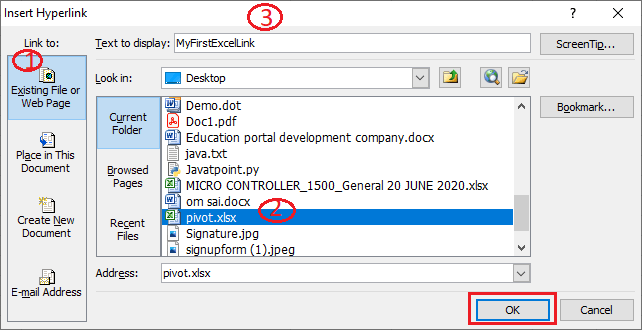 Insert Hyperlink
3
Link to:
Text to display: MyFirstExcelLink
ScreenTip...
1
Existing File or
Web Page
Look in: Desktop
Bookmark...
Current
Folder
Browsed
Pages
Recent
Files
Demo.dot
Doc1.pdf
Education portal development company.docx
java.txt
Javatpoint.py
MICRO CONTROLLER_1500_General 20 JUNE 2020.xlsx
om sai.docx
pivot.xlsx
2
Signature.jpg
signupform (1).jpeg
Place in This
Document
Create New
Document
E-mail Address
Address: pivot.xlsx
OK
Cancel